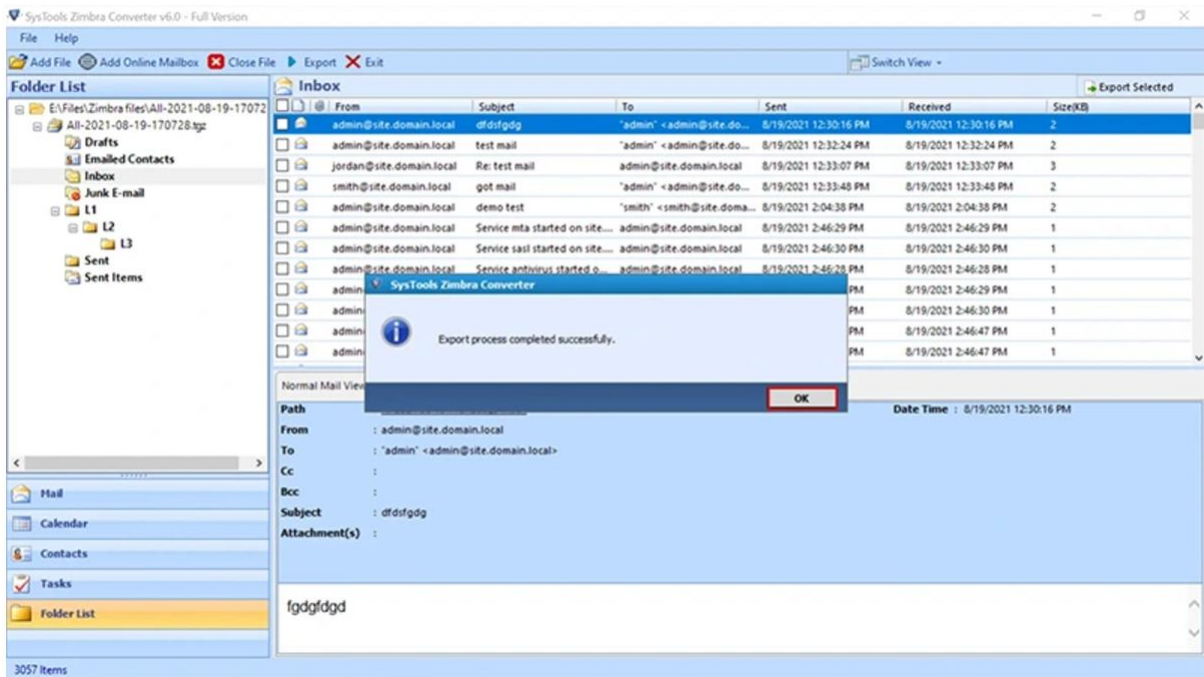 SysTools Zimbra Converter v6.0 - Full Version
File Help
Add File Add Online Mailbox Close File Export Exit Switch View
Folder List
E:\Files\Zimbra files\All-2021-08-19-17072
All-2021-08-19-170728.tgz
Drafts
Emailed Contacts
Inbox
Junk E-mail
L1
L2
L3
Sent
Sent Items
Inbox Export Selected
From Subject To Sent Received Size(KB)
admin@site.domain.local dfdsfgdg "admin" <admin@site.do... 8/19/2021 12:30:16 PM 8/19/2021 12:30:16 PM 2
admin@site.domain.local test mail "admin" <admin@site.do... 8/19/2021 12:32:24 PM 8/19/2021 12:32:24 PM 2
jordan@site.domain.local Re: test mail admin@site.domain.local 8/19/2021 12:33:07 PM 8/19/2021 12:33:07 PM 3
smith@site.domain.local got mail "admin" <admin@site.do... 8/19/2021 12:33:48 PM 8/19/2021 12:33:48 PM 2
admin@site.domain.local demo test "smith" <smith@site.doma... 8/19/2021 2:04:38 PM 8/19/2021 2:04:38 PM 2
admin@site.domain.local Service mta started on site.... admin@site.domain.local 8/19/2021 2:46:29 PM 8/19/2021 2:46:29 PM 1
admin@site.domain.local Service sasl started on site.... admin@site.domain.local 8/19/2021 2:46:30 PM 8/19/2021 2:46:30 PM 1
admin@site.domain.local Service antivirus started o... admin@site.domain.local 8/19/2021 2:46:28 PM 8/19/2021 2:46:28 PM 1
admin PM 8/19/2021 2:46:29 PM 1
admin PM 8/19/2021 2:46:30 PM 1
admin PM 8/19/2021 2:46:47 PM 1
admin PM 8/19/2021 2:46:47 PM 1
SysTools Zimbra Converter
Export process completed successfully.
OK
Normal Mail View
Path Date Time : 8/19/2021 12:30:16 PM
From : admin@site.domain.local
To : "admin" <admin@site.domain.local>
Cc :
Bcc :
Subject : dfdsfgdg
Attachment(s) :
fgdgfdgd
Mail
Calendar
Contacts
Tasks
Folder List
3057 Items